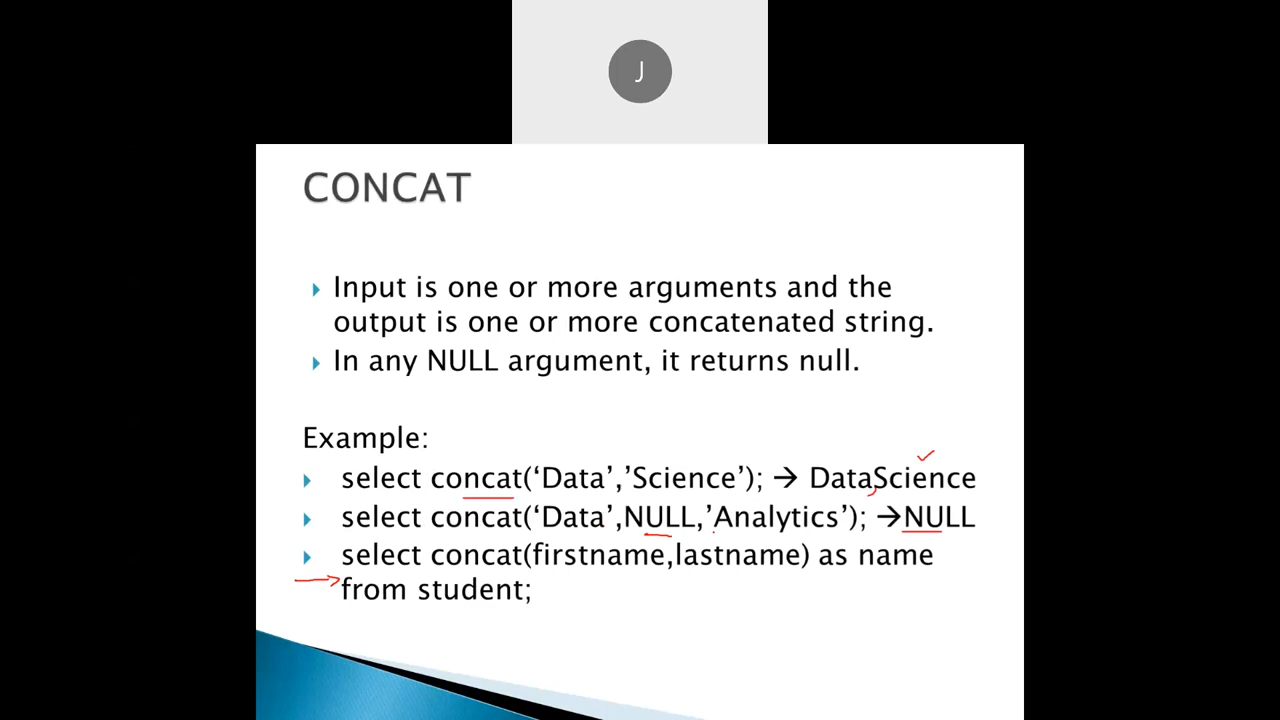 J
CONCAT
Input is one or more arguments and the
output is one or more concatenated string.
In any NULL argument, it returns null.
Example:
select concat(‘Data’,’Science’); → DataScience
select concat(‘Data’,NULL,’Analytics’); →NULL
select concat(firstname,lastname) as name
from student;